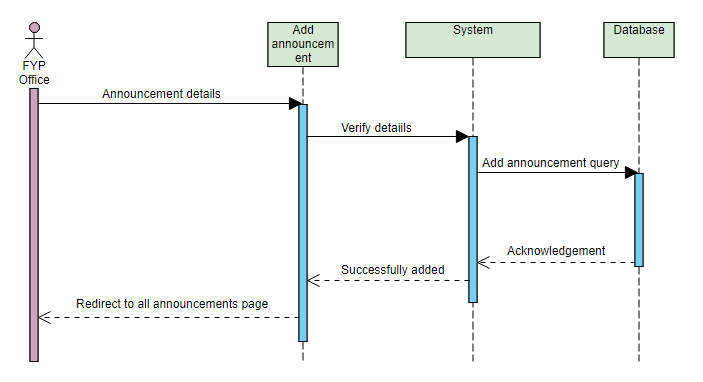 FYP
Office
Add
announcem
ent
System
Database
Announcement details
Verify detaiils
Add announcement query
Acknowledgement
Successfully added
Redirect to all announcements page